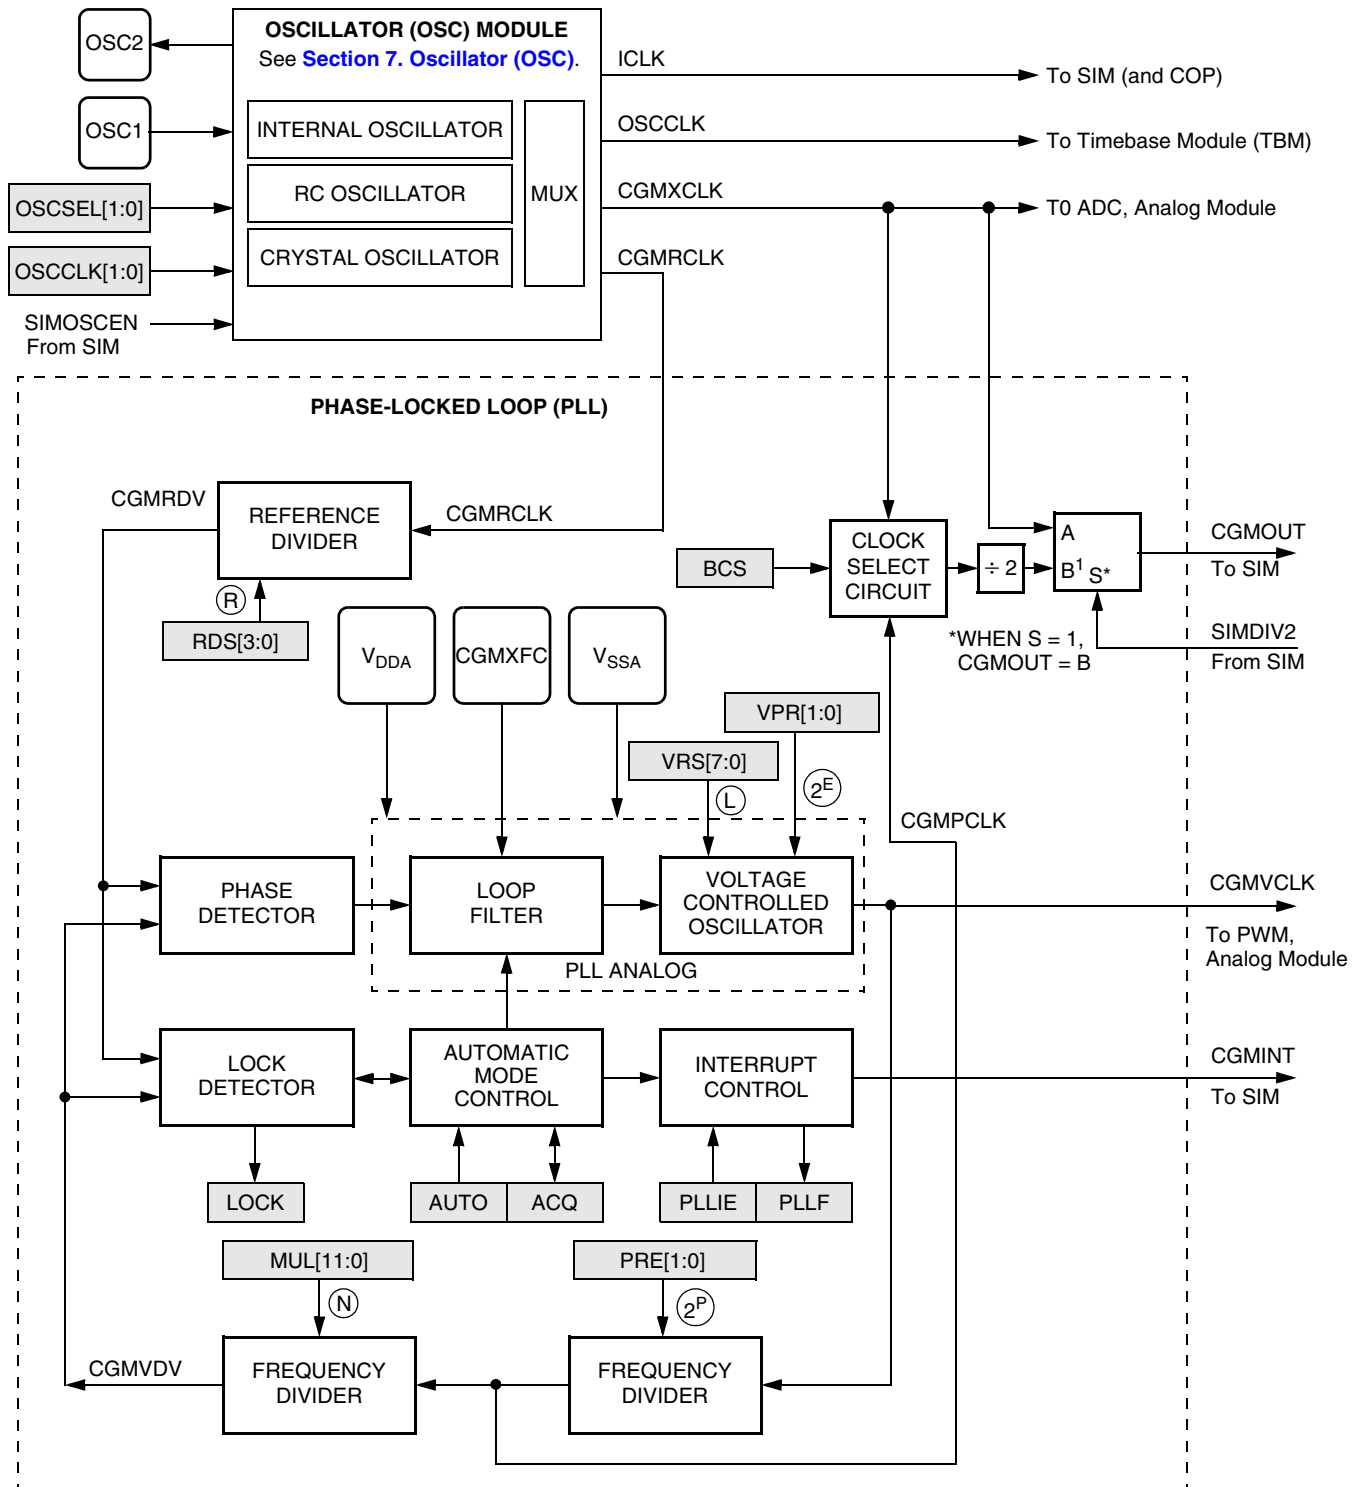 OSC2
OSCILLATOR (OSC) MODULE
See Section 7. Oscillator (OSC).
ICLK
To SIM (and COP)
OSC1
INTERNAL OSCILLATOR
OSCCLK
To Timebase Module (TBM)
OSCSEL[1:0]
RC OSCILLATOR
MUX
CGMXCLK
T0 ADC, Analog Module
OSCCLK[1:0]
CRYSTAL OSCILLATOR
CGMRCLK
SIMOSCEN
From SIM
PHASE-LOCKED LOOP (PLL)
CGMRDV
REFERENCE
DIVIDER
CGMRCLK
R
RDS[3:0]
BCS
CLOCK
SELECT
CIRCUIT
÷ 2
A
B1 S*
CGMOUT
To SIM
*WHEN S = 1,
CGMOUT = B
SIMDIV2
From SIM
VDDA
CGMXFC
VSSA
VPR[1:0]
VRS[7:0]
L
2E
CGMPCLK
PHASE
DETECTOR
LOOP
FILTER
VOLTAGE
CONTROLLED
OSCILLATOR
CGMVCLK
To PWM,
Analog Module
PLL ANALOG
LOCK
DETECTOR
AUTOMATIC
MODE
CONTROL
INTERRUPT
CONTROL
CGMINT
To SIM
LOCK
AUTO
ACQ
PLLIE
PLLF
MUL[11:0]
PRE[1:0]
N
2P
CGMVDV
FREQUENCY
DIVIDER
FREQUENCY
DIVIDER